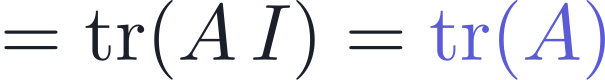 = tr(A I) = tr(A)